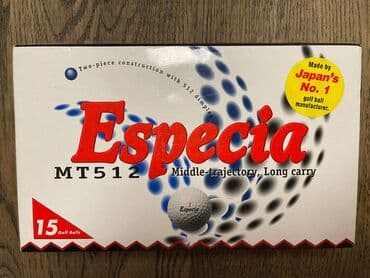 Two-piece construction with 512 dimples
Made by
Japan's
No. 1
golf ball
manufacturer.
Especia
MT512
Middle-trajectory, Long carry
Especia
15
Golf balls